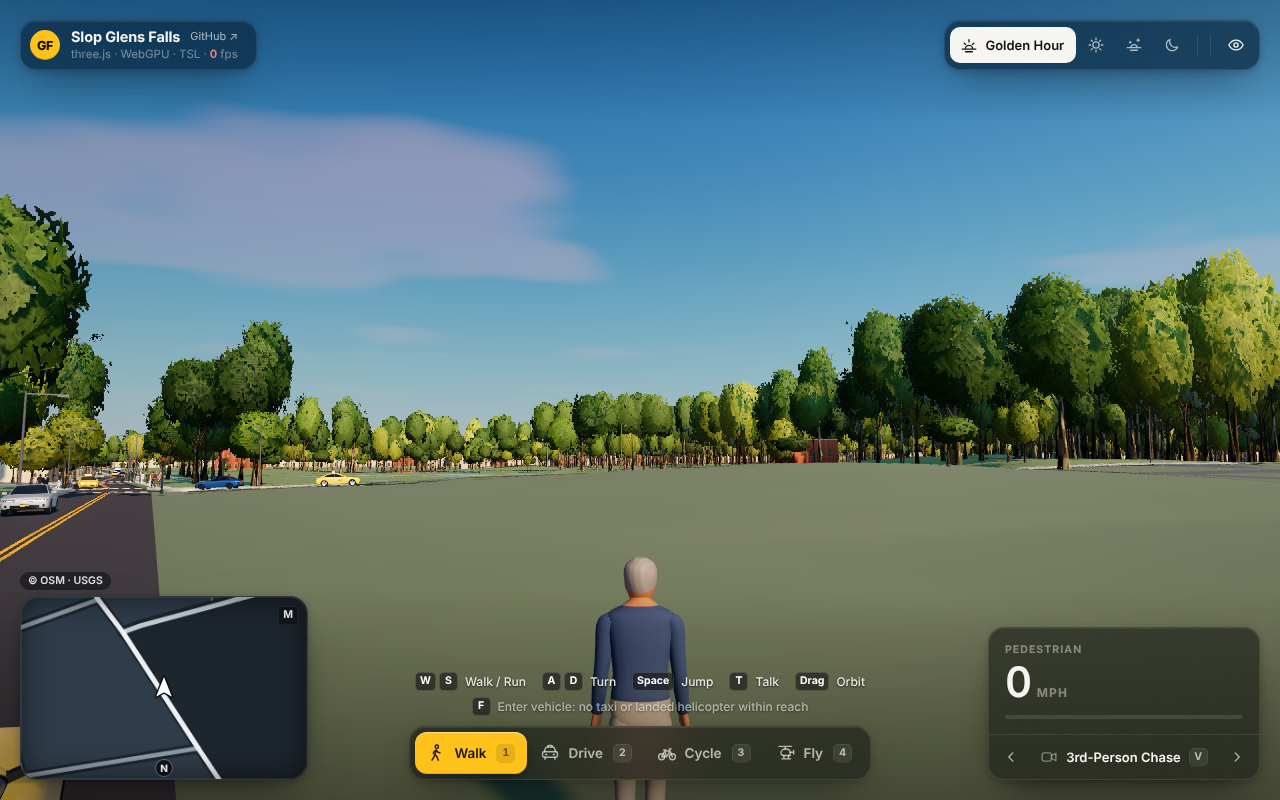 GF
Slop Glens Falls GitHub ↗
three.js · WebGPU · TSL · 0 fps
Golden Hour
© OSM · USGS
M
N
W S Walk / Run A D Turn Space Jump T Talk Drag Orbit
F Enter vehicle: no taxi or landed helicopter within reach
Walk 1 Drive 2 Cycle 3 Fly 4
PEDESTRIAN
0 MPH
3rd-Person Chase V